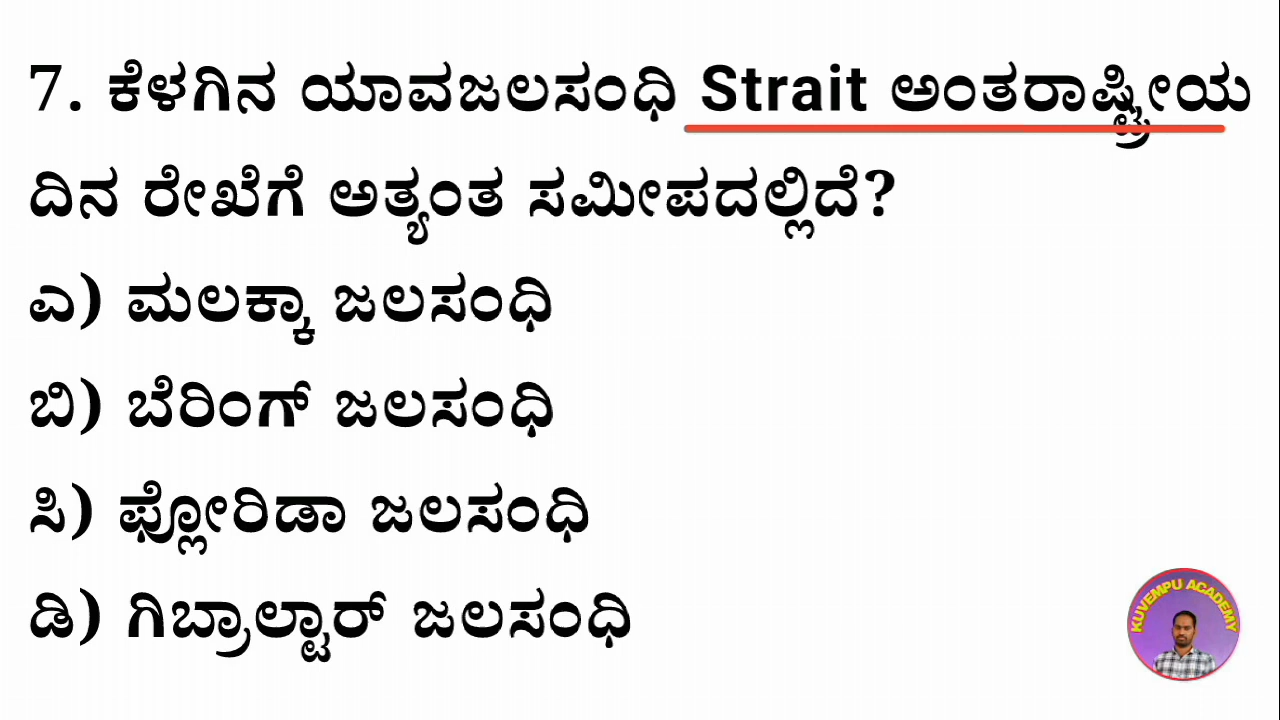 7. ಕೆಳಗಿನ ಯಾವಜಲಸಂಧಿ Strait ಅಂತರಾಷ್ಟ್ರೀಯ
ದಿನ ರೇಖೆಗೆ ಅತ್ಯಂತ ಸಮೀಪದಲ್ಲಿದೆ?
ಎ) ಮಲಕ್ಕಾ ಜಲಸಂಧಿ
ಬಿ) ಬೆರಿಂಗ್ ಜಲಸಂಧಿ
ಸಿ) ಫ್ಲೋರಿಡಾ ಜಲಸಂಧಿ
ಡಿ) ಗಿಬ್ರಾಲ್ಟಾರ್ ಜಲಸಂಧಿ
KUVEMPU ACADEMY